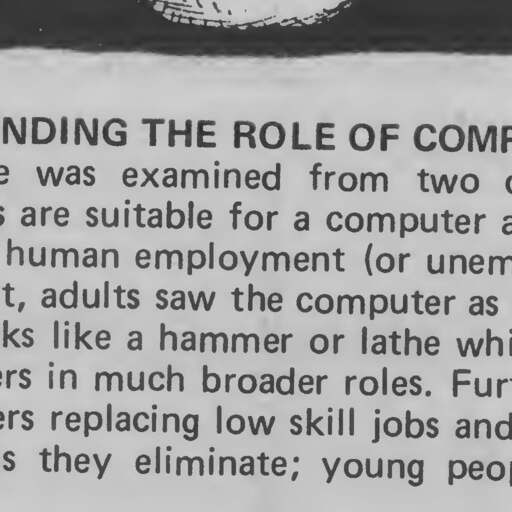 NDING THE ROLE OF COMP
e was examined from two
s are suitable for a computer a
human employment (or unem
t, adults saw the computer as
ks like a hammer or lathe whi
ers in much broader roles. Fur
ers replacing low skill jobs and
s they eliminate; young peop